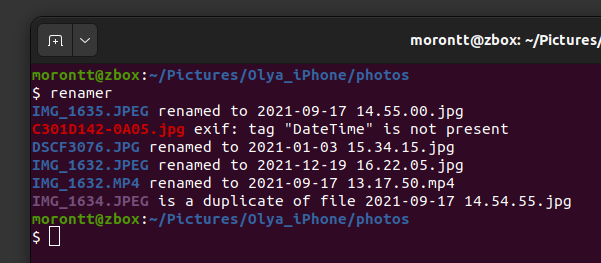 morontt@zbox: ~/Pictures/
morontt@zbox:~/Pictures/Olya_iPhone/photos
$ renamer
IMG_1635.JPEG renamed to 2021-09-17 14.55.00.jpg
C301D142-0A05.jpg exif: tag "DateTime" is not present
DSCF3076.JPG renamed to 2021-01-03 15.34.15.jpg
IMG_1632.JPEG renamed to 2021-12-19 16.22.05.jpg
IMG_1632.MP4 renamed to 2021-09-17 13.17.50.mp4
IMG_1634.JPEG is a duplicate of file 2021-09-17 14.54.55.jpg
morontt@zbox:~/Pictures/Olya_iPhone/photos
$